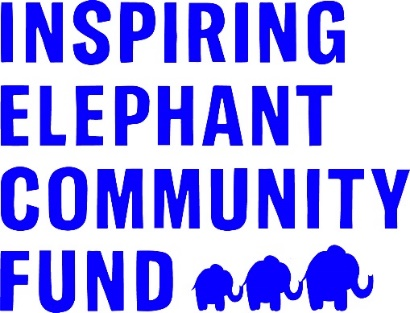 INSPIRING
ELEPHANT
COMMUNITY
FUND